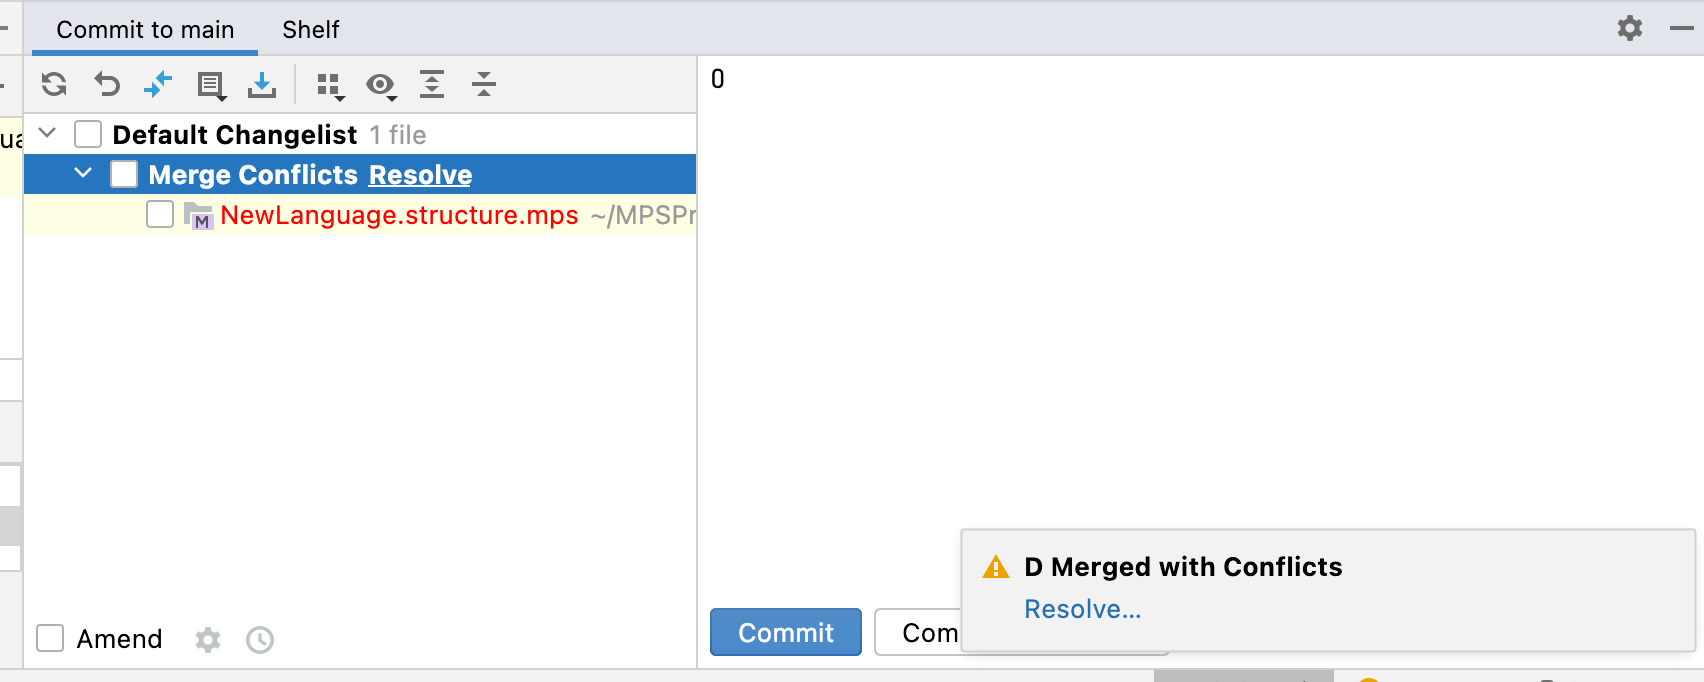 Commit to main Shelf
0
Default Changelist 1 file
Merge Conflicts Resolve
M NewLanguage.structure.mps ~/MPSPr
D Merged with Conflicts
Resolve...
Amend
Commit Com